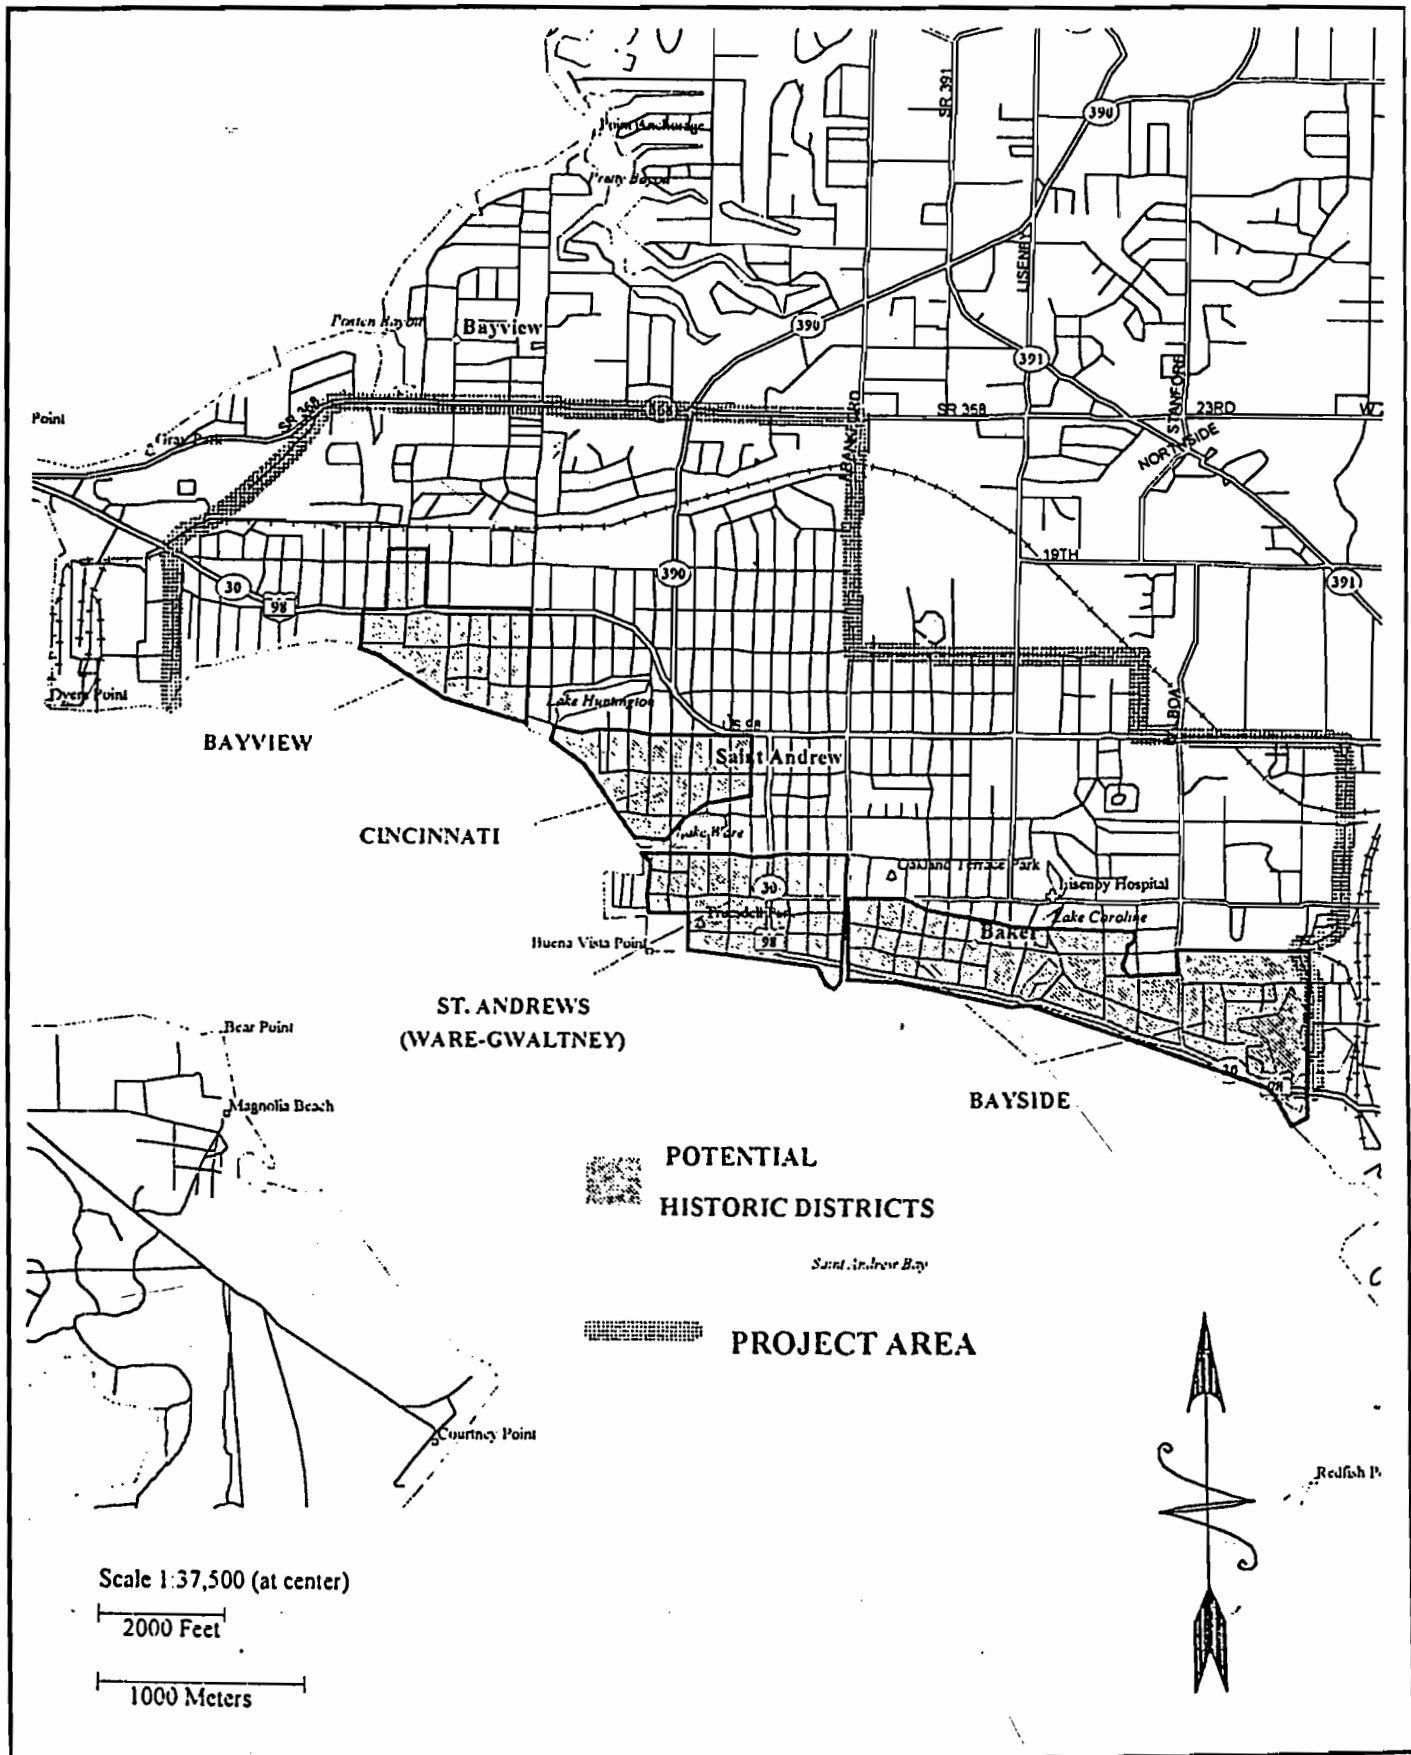 Point Anchorage
Pretty Bayou
SR 391
390
LISENBY
Posten Bayou
Bayview
390
391
STANFORD
Point
SR 368
Gray Park
SR 358
23RD
NORTHSIDE
19TH
30
98
390
391
Dyers Point
Lake Huntington
BAYVIEW
Saint Andrew
CINCINNATI
Lake Ware
Oakland Terrace Park
Lisenby Hospital
30
Lake Caroline
Baker
98
Buena Vista Point
ST. ANDREWS
(WARE-GWALTNEY)
Bear Point
Magnolia Beach
30
98
BAYSIDE
POTENTIAL
HISTORIC DISTRICTS
Saint Andrew Bay
PROJECT AREA
Courtney Point
Redfish P
Scale 1:37,500 (at center)
2000 Feet
1000 Meters